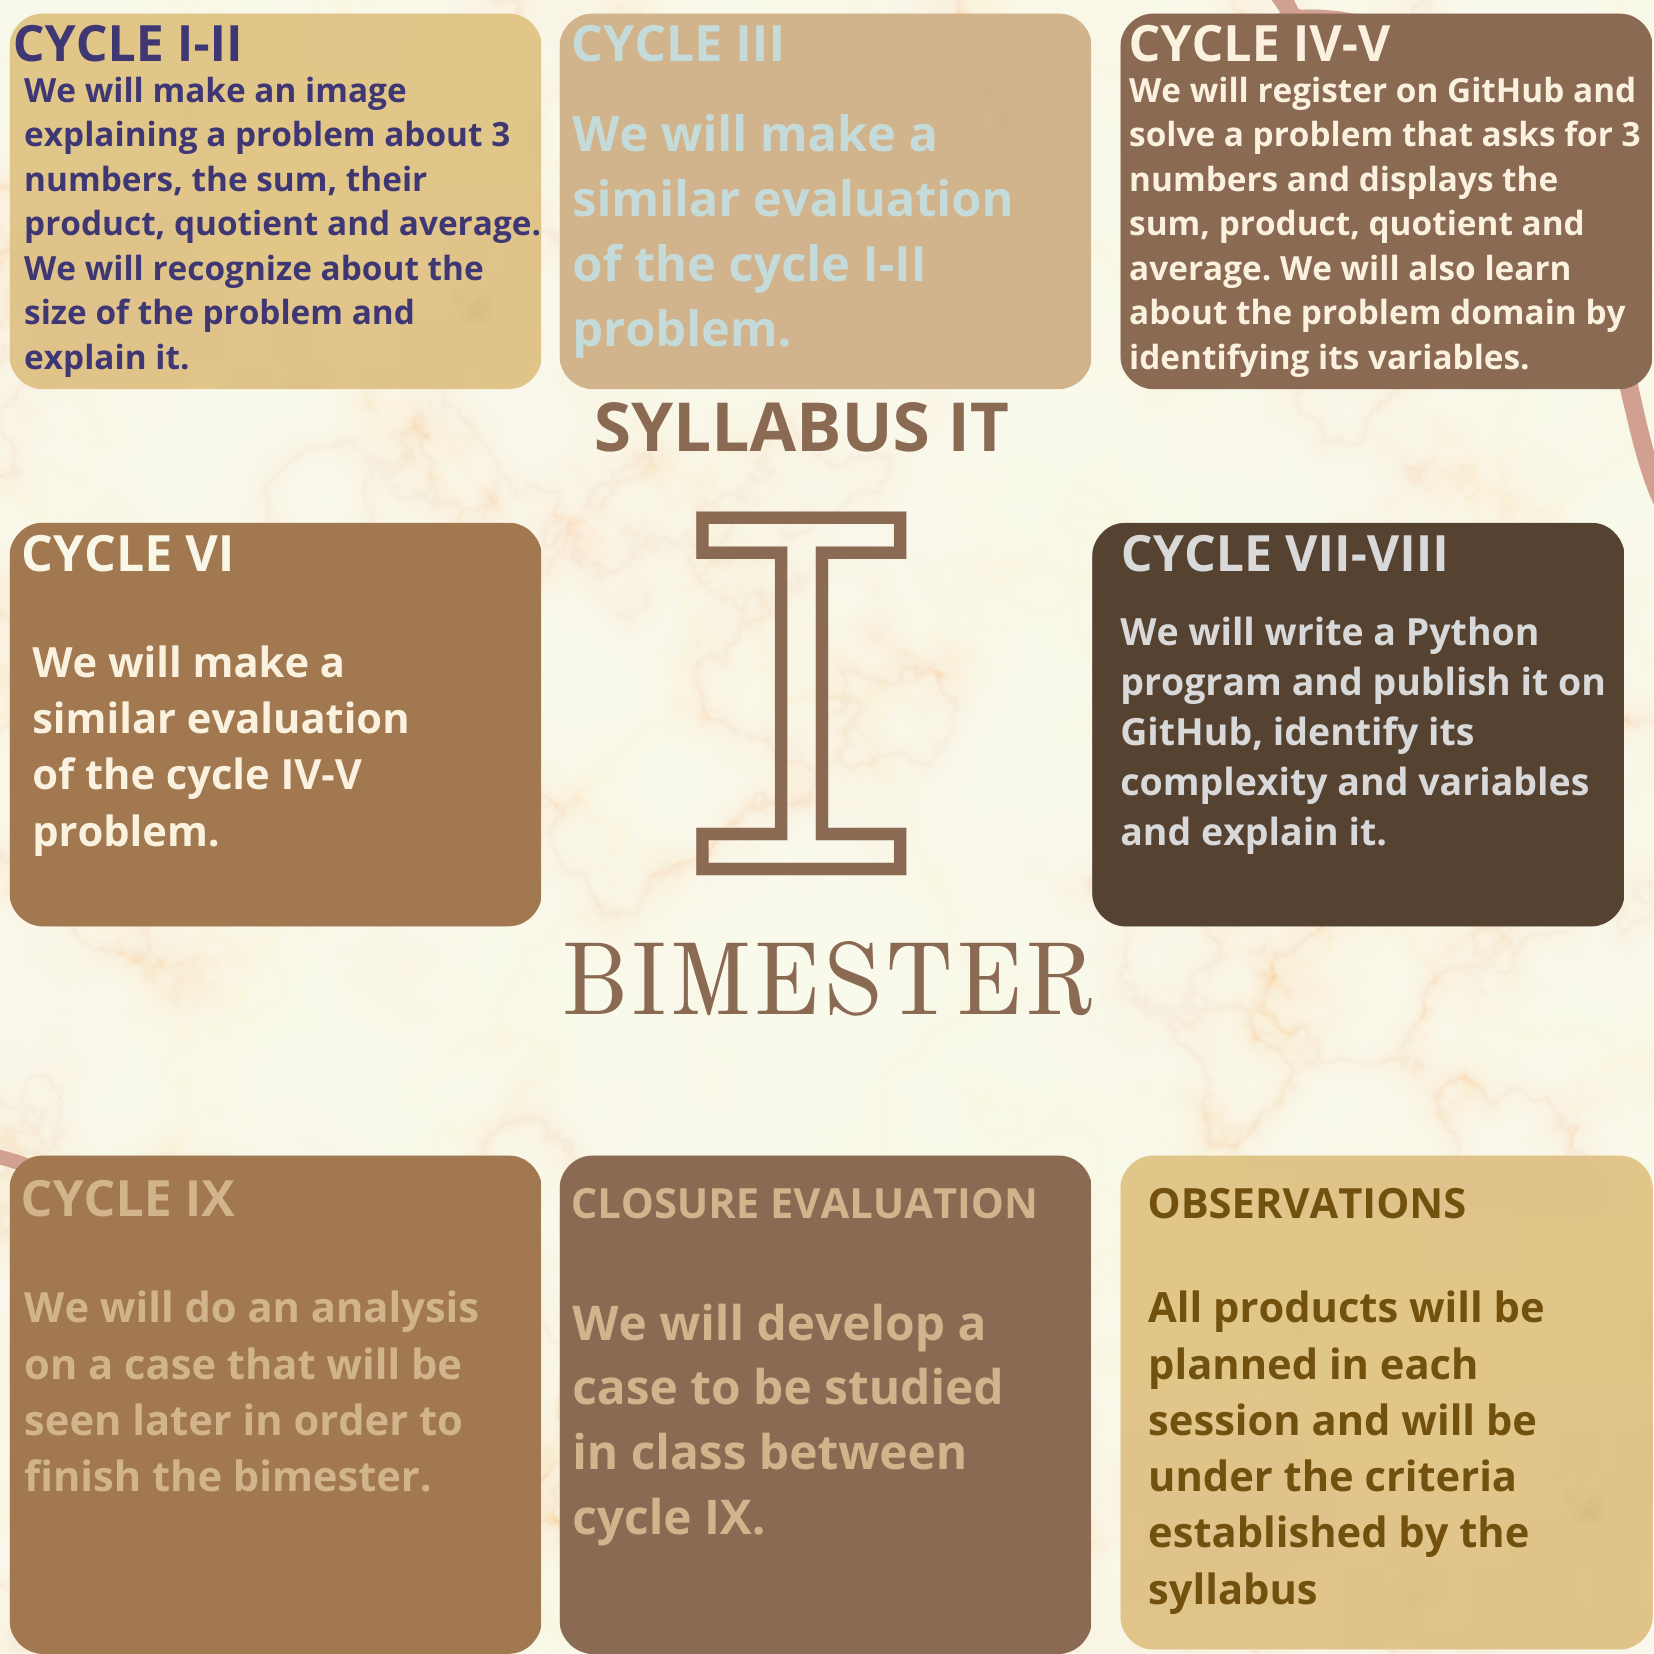 CYCLE I-II
We will make an image
explaining a problem about 3
numbers, the sum, their
product, quotient and average.
We will recognize about the
size of the problem and
explain it.
CYCLE III
We will make a
similar evaluation
of the cycle I-II
problem.
CYCLE IV-V
We will register on GitHub and
solve a problem that asks for 3
numbers and displays the
sum, product, quotient and
average. We will also learn
about the problem domain by
identifying its variables.
SYLLABUS IT
I
BIMESTER
CYCLE VI
We will make a
similar evaluation
of the cycle IV-V
problem.
CYCLE VII-VIII
We will write a Python
program and publish it on
GitHub, identify its
complexity and variables
and explain it.
CYCLE IX
We will do an analysis
on a case that will be
seen later in order to
finish the bimester.
CLOSURE EVALUATION
We will develop a
case to be studied
in class between
cycle IX.
OBSERVATIONS
All products will be
planned in each
session and will be
under the criteria
established by the
syllabus